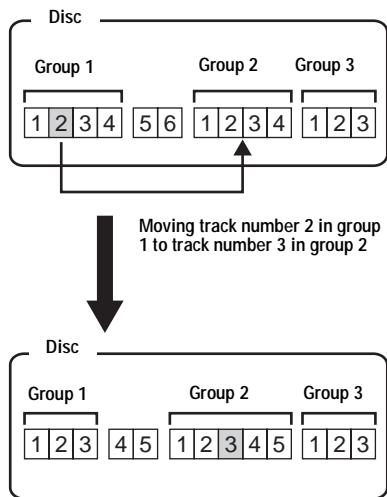 Disc
Group 1 Group 2 Group 3
1 2 3 4 5 6 1 2 3 4 1 2 3
Moving track number 2 in group
1 to track number 3 in group 2
Disc
Group 1 Group 2 Group 3
1 2 3 4 5 1 2 3 4 5 1 2 3